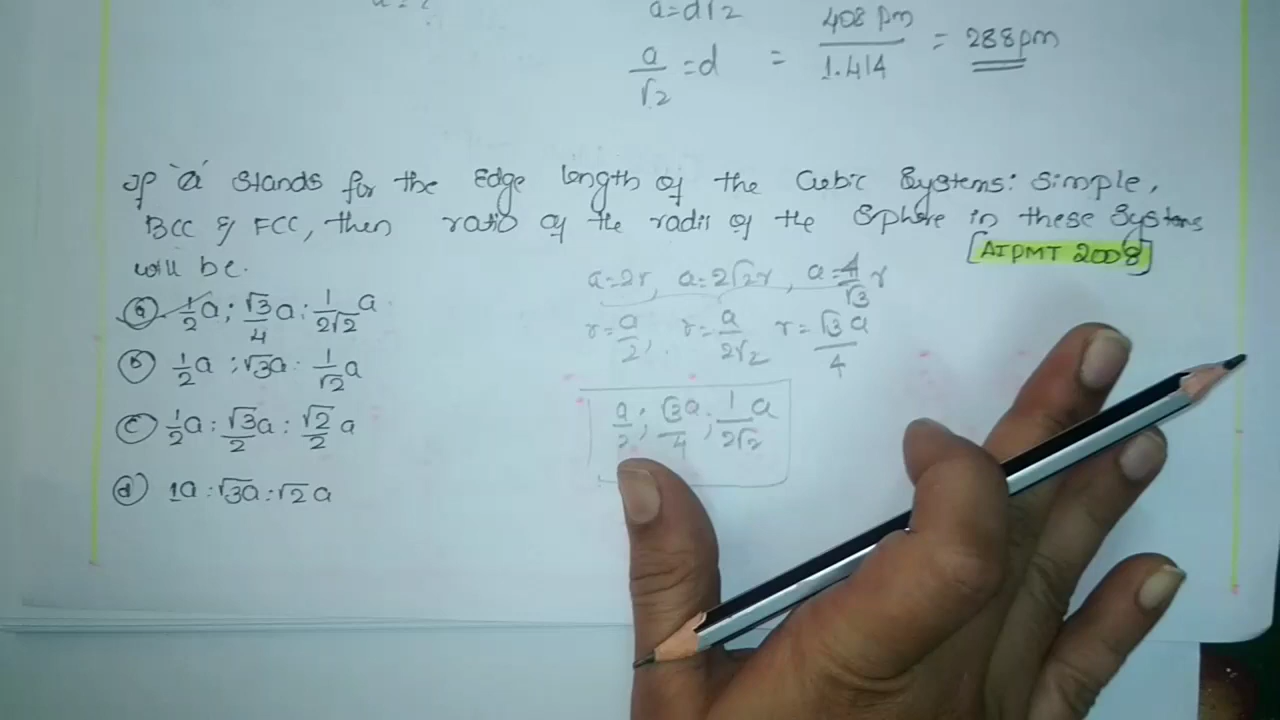 a=d√2
a/√2 =d = 408 pm/1.414 = 288pm
If 'a' stands for the Edge length of the Cubic Systems: Simple,
BCC & FCC, then ratio of the radii of the Sphere in these Systems
will be. [AIPMT 2008]
a=2r, a=2√2r, a=4/√3 r
(a) 1/2 a; √3/4 a: 1/2√2 a
r=a/2, r=a/2√2 r=√3a/4
(b) 1/2 a ;√3a: 1/√2 a
a/2; √3a/4; 1/2√2 a
(c) 1/2 a: √3/2 a: √2/2 a
(d) 1a:√3a:√2a